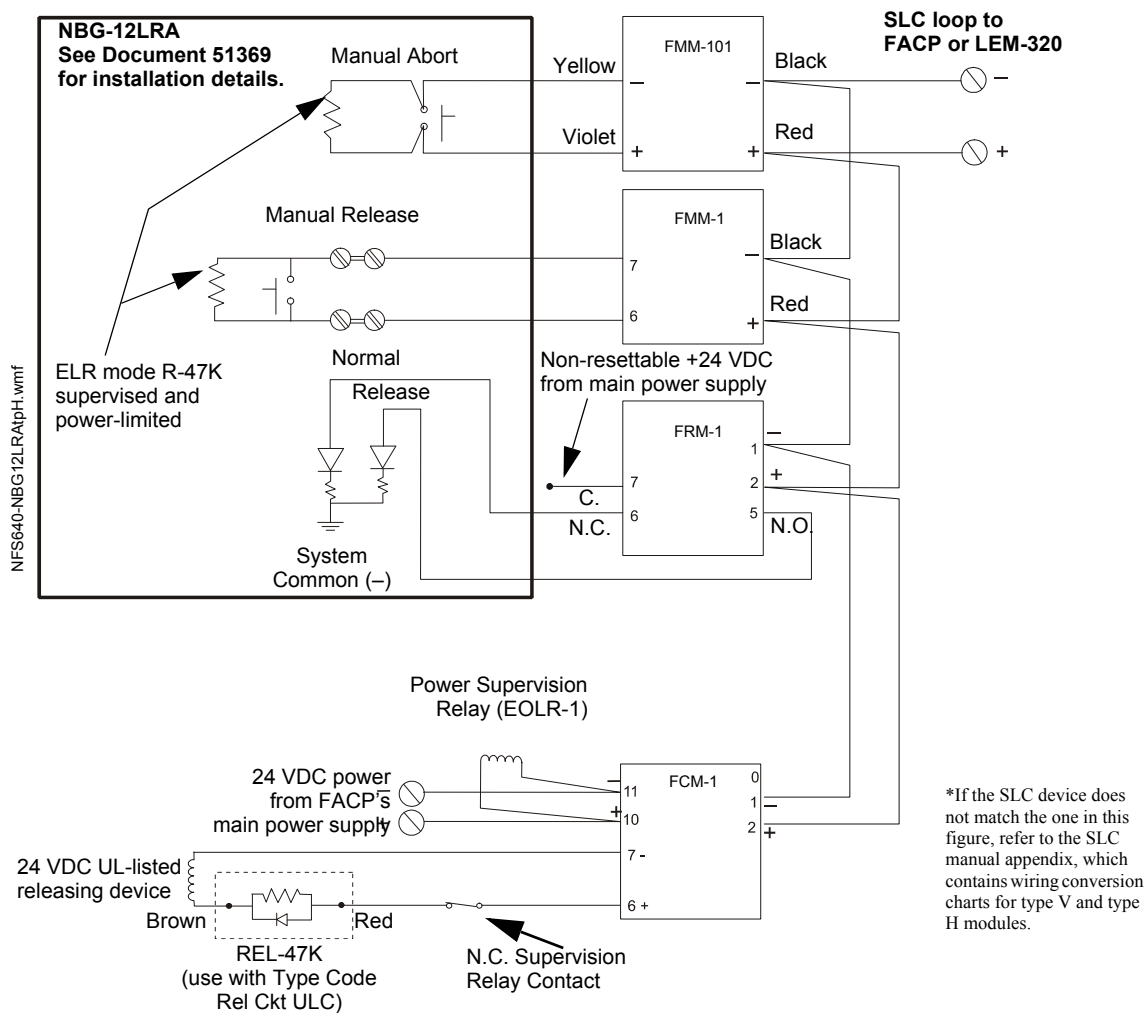 NBG-12LRA
See Document 51369
for installation details.
Manual Abort
Yellow
Violet
FMM-101
–
+
–
+
Black
Red
SLC loop to
FACP or LEM-320
–
+
Manual Release
FMM-1
7
6
–
+
Black
Red
ELR mode R-47K
supervised and
power-limited
Normal
Release
Non-resettable +24 VDC
from main power supply
FRM-1
–
1
+
2
5
7
6
C.
N.C.
N.O.
System
Common (–)
NFS640-NBG12LRAtpH.wmf
Power Supervision
Relay (EOLR-1)
24 VDC power
from FACP's
main power supply
–
+
–
11
+
10
7 -
6 +
FCM-1
0
1
–
2
+
24 VDC UL-listed
releasing device
Brown
Red
REL-47K
(use with Type Code
Rel Ckt ULC)
N.C. Supervision
Relay Contact
*If the SLC device does
not match the one in this
figure, refer to the SLC
manual appendix, which
contains wiring conversion
charts for type V and type
H modules.